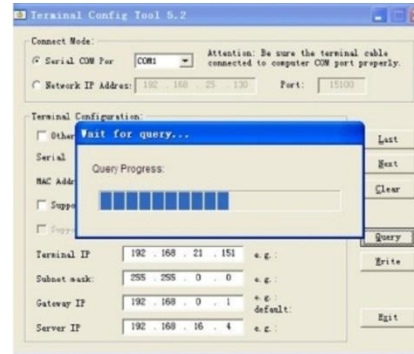 Terminal Config Tool 5.2
Connect Mode:
Serial COM Por COM1 Attention: Be sure the terminal cable
connected to computer COM port properly.
Network IP Addres: 192 . 168 . 25 . 130 Port: 15100
Terminal Configuration:
Other
Wait for query...
Last
Serial
Query Progress:
Next
MAC Addr
Clear
Suppo
Suppo
Query
Terminal IP 192 . 168 . 21 . 151 e.g.:
Write
Subnet mask: 255 . 255 . 0 . 0 e.g.:
Gateway IP 192 . 168 . 0 . 1 e.g.:
default:
Server IP 192 . 168 . 16 . 4 e.g.:
Exit